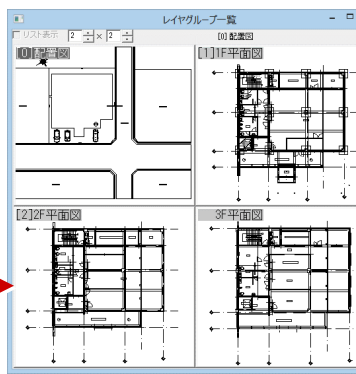 レイヤグループ一覧
リスト表示 2 × 2 [0] 配置図
[0]配置図
[1]1F平面図
[2]2F平面図
3F平面図